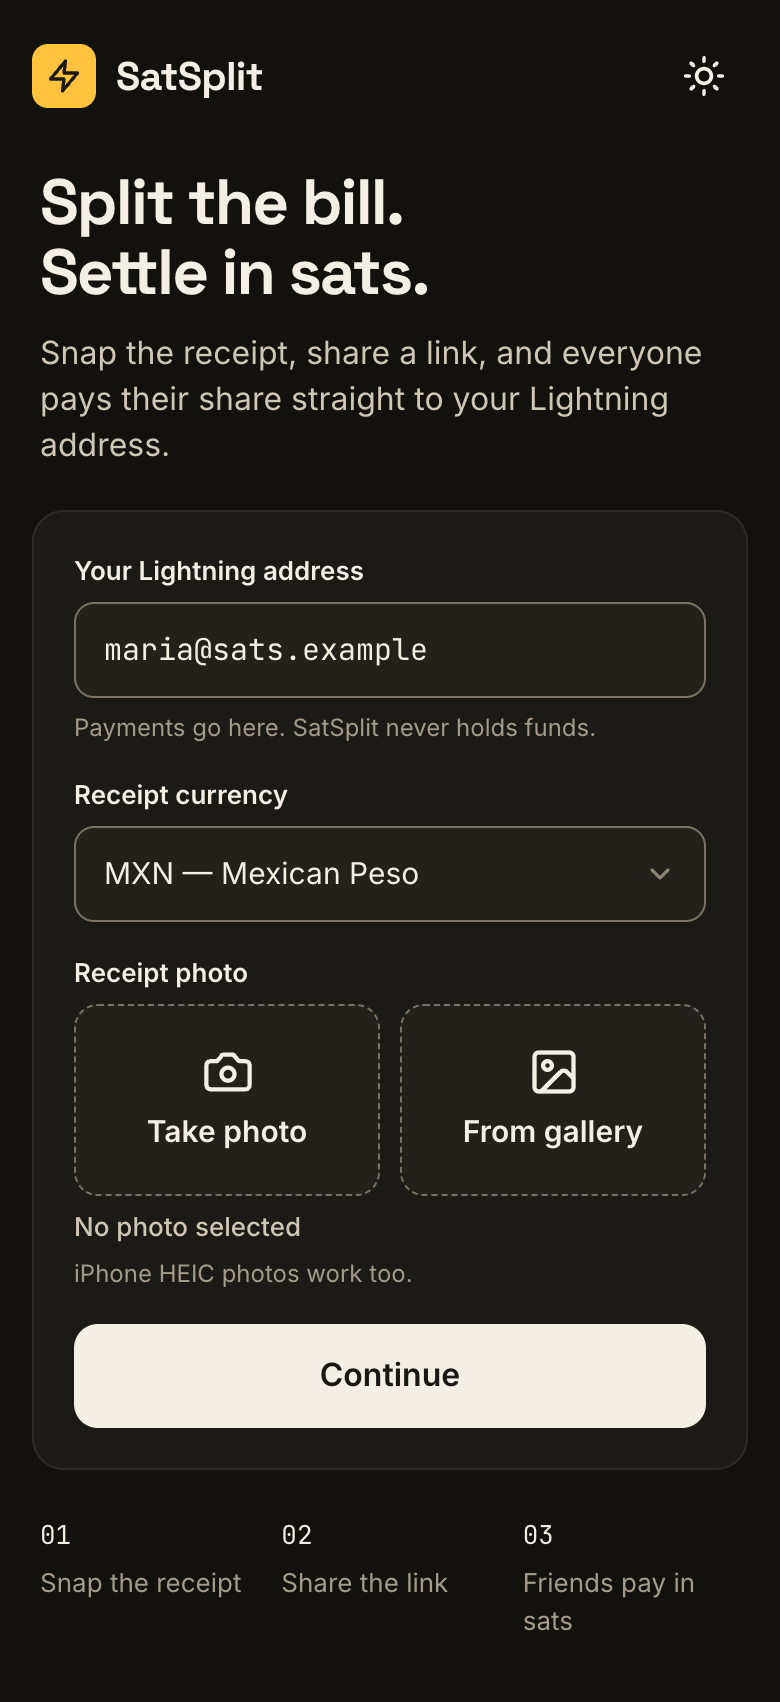 SatSplit
Split the bill.
Settle in sats.
Snap the receipt, share a link, and everyone
pays their share straight to your Lightning
address.
Your Lightning address
maria@sats.example
Payments go here. SatSplit never holds funds.
Receipt currency
MXN — Mexican Peso
Receipt photo
Take photo
From gallery
No photo selected
iPhone HEIC photos work too.
Continue
01
Snap the receipt
02
Share the link
03
Friends pay in
sats